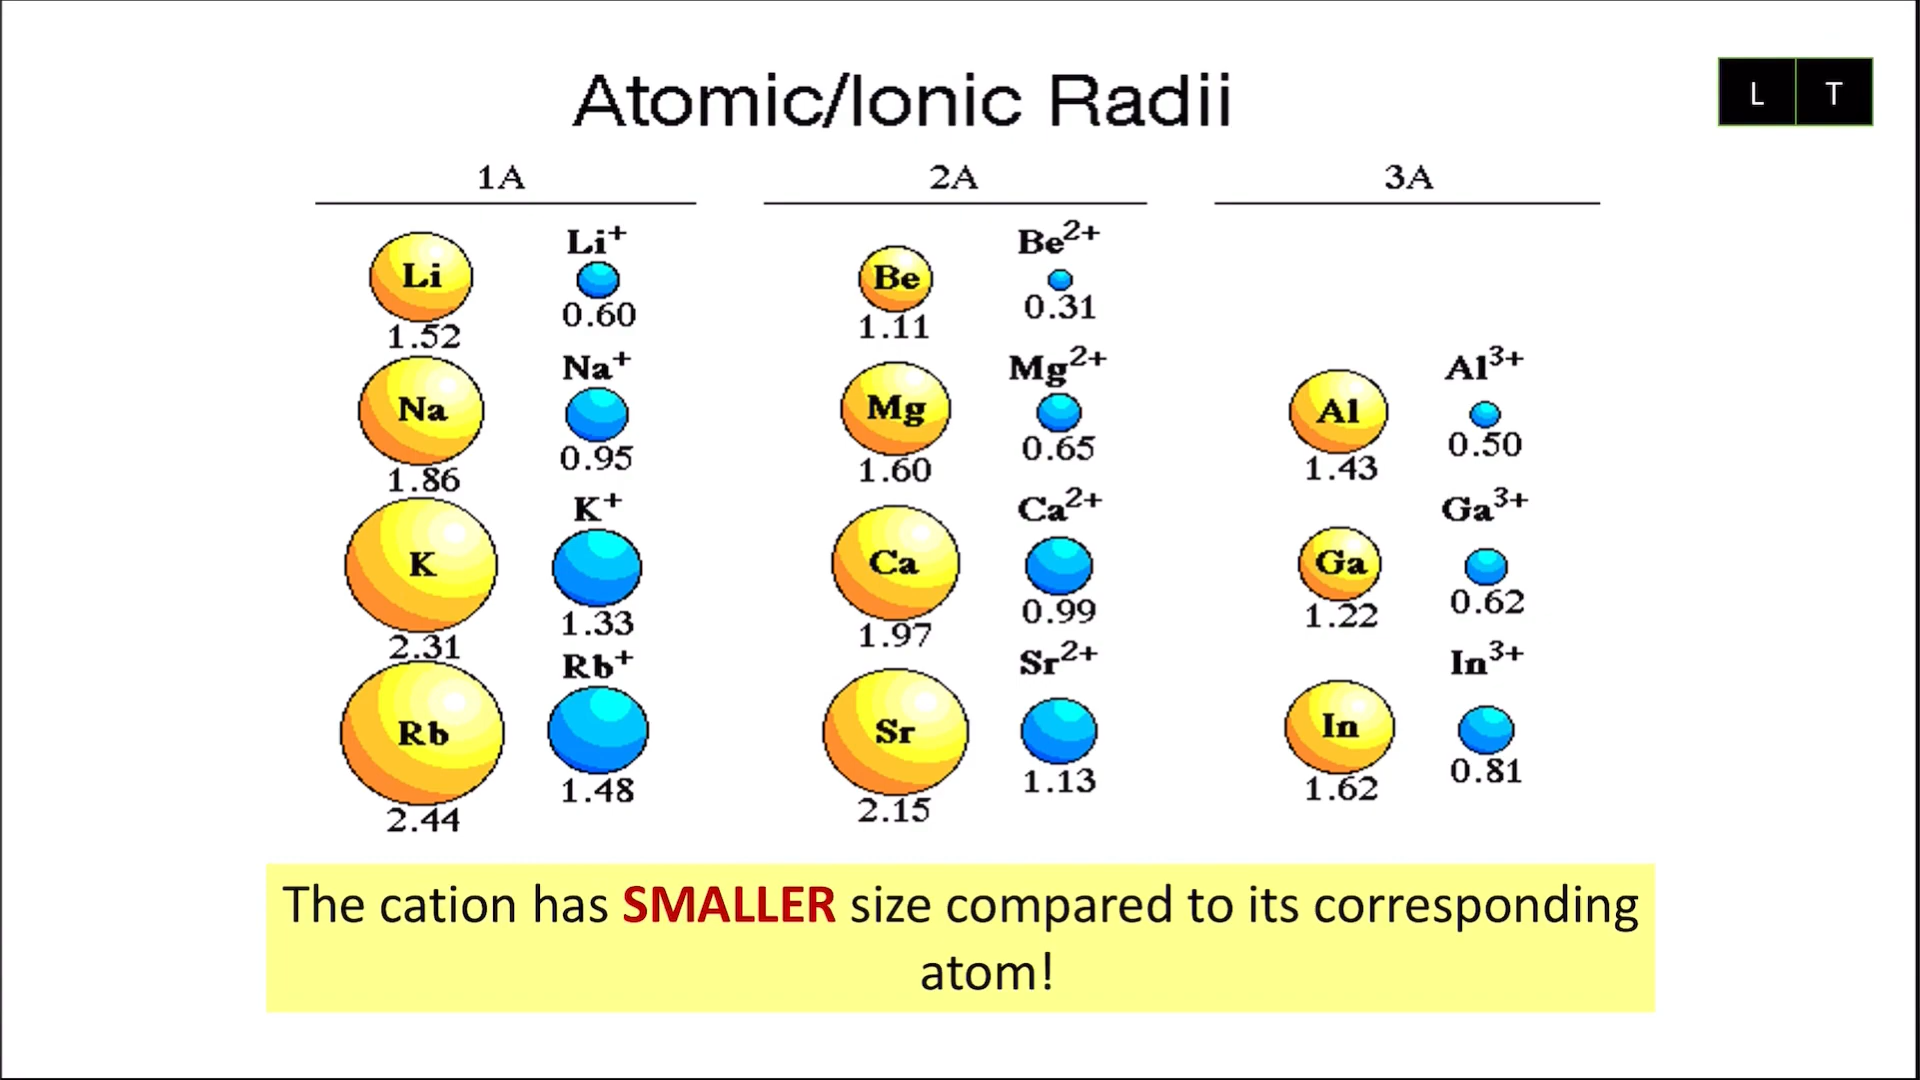 Atomic/Ionic Radii
L T
1A 2A 3A
Li⁺ Be²⁺
Li Be
0.60 0.31
1.52 1.11
Na⁺ Mg²⁺ Al³⁺
Na Mg Al
0.95 0.65 0.50
1.86 1.60 1.43
K⁺ Ca²⁺ Ga³⁺
K Ca Ga
1.33 0.99 0.62
2.31 1.97 1.22
Rb⁺ Sr²⁺ In³⁺
Rb Sr In
1.48 1.13 0.81
2.44 2.15 1.62
The cation has SMALLER size compared to its corresponding
atom!